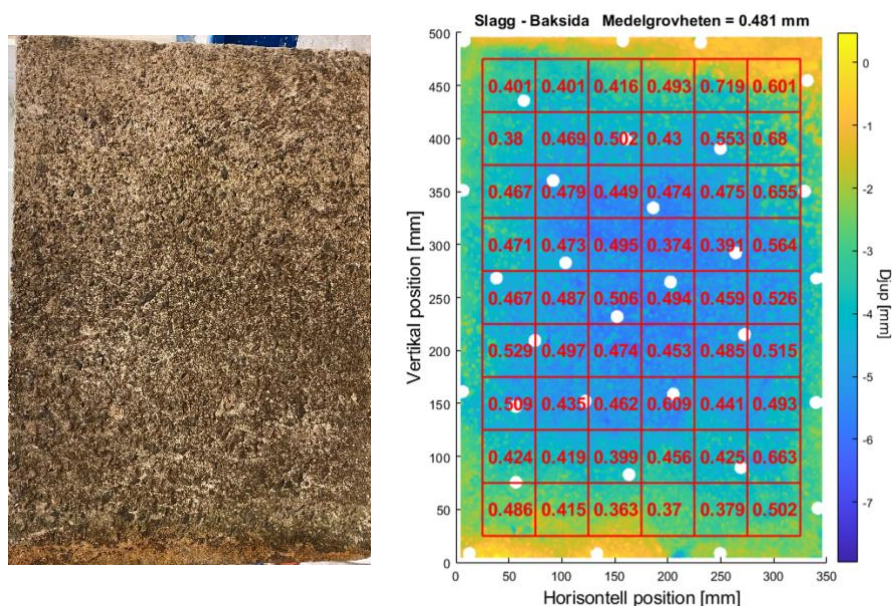 Slagg - Baksida Medelgrovheten = 0.481 mm
500
450
400
350
300
250
200
150
100
50
0
Vertikal position [mm]
0.401 0.401 0.416 0.493 0.719 0.601
0.38 0.469 0.502 0.43 0.553 0.68
0.467 0.479 0.449 0.474 0.475 0.655
0.471 0.473 0.495 0.374 0.391 0.564
0.467 0.487 0.506 0.494 0.459 0.526
0.529 0.497 0.474 0.453 0.485 0.515
0.509 0.435 0.462 0.609 0.441 0.493
0.424 0.419 0.399 0.456 0.425 0.663
0.486 0.415 0.363 0.37 0.379 0.502
0 50 100 150 200 250 300 350
Horisontell position [mm]
0
-1
-2
-3
-4
-5
-6
-7
Djup [mm]